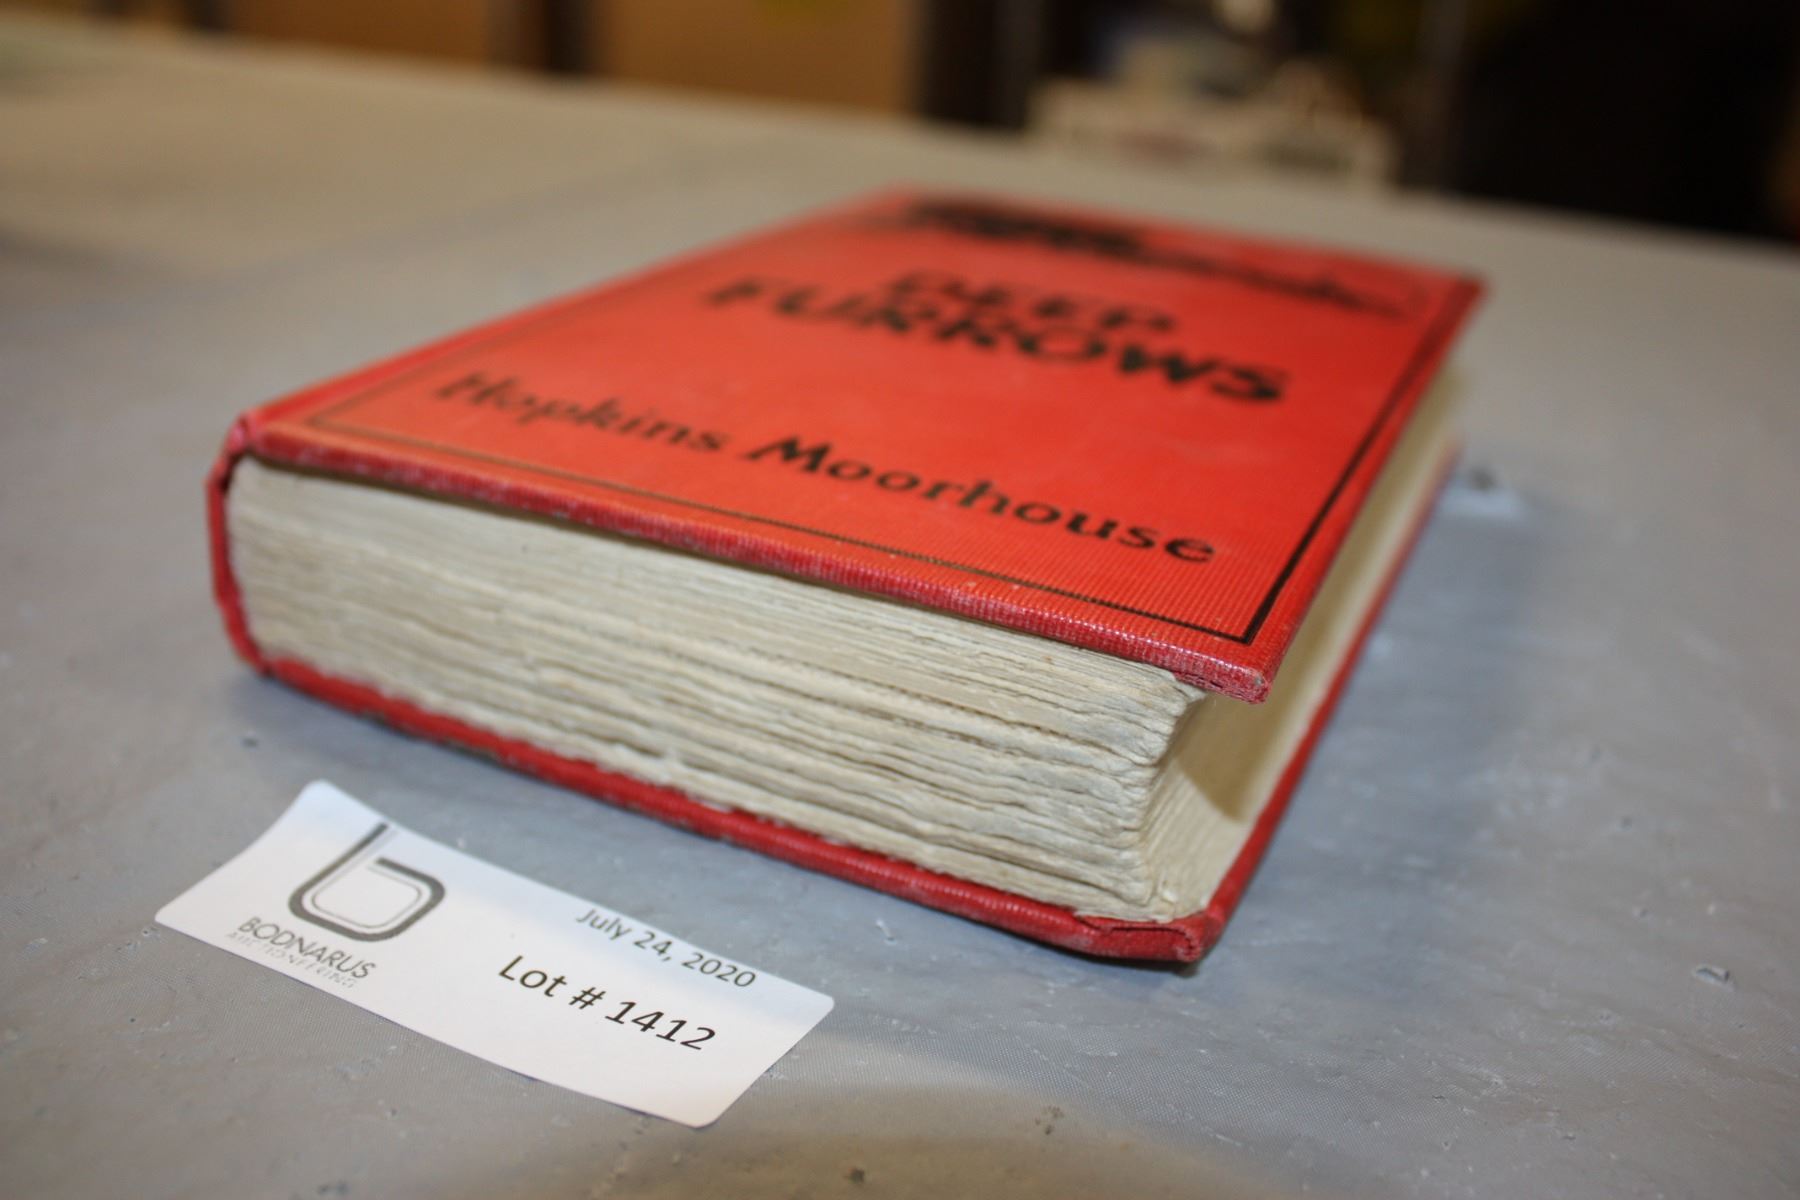 DEEP
FURROWS
Hopkins Moorhouse
BODNARUS
AUCTIONEERING
July 24, 2020
Lot # 1412